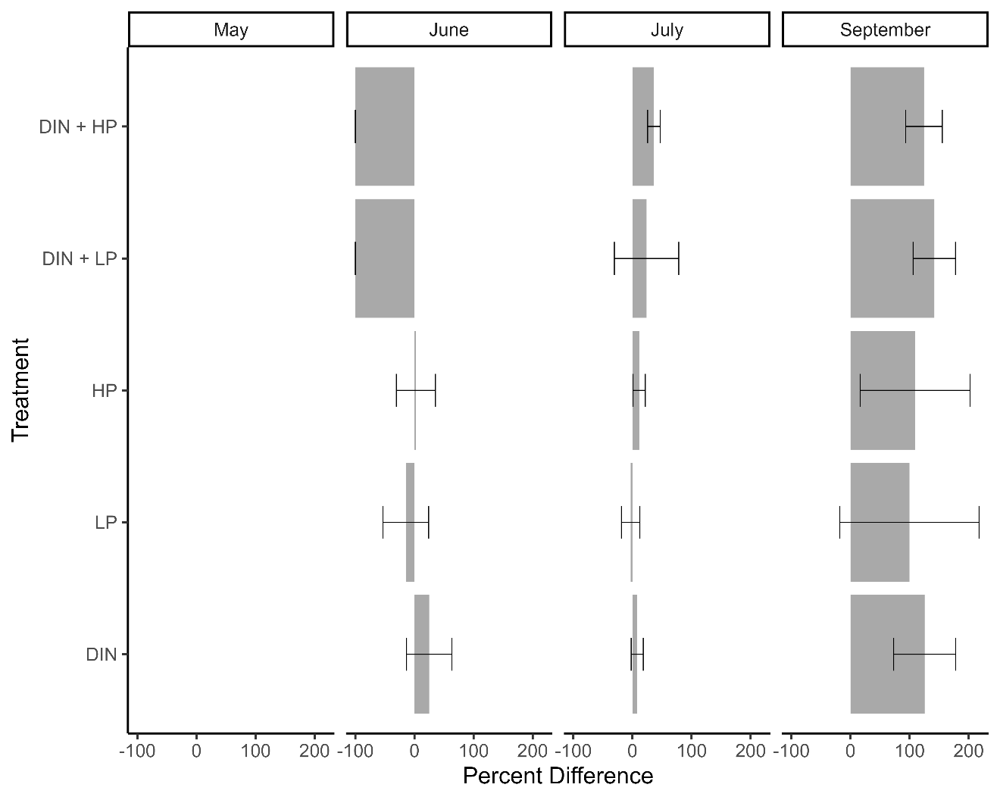 May June July September
DIN + HP
DIN + LP
HP
LP
DIN
Treatment
-100 0 100 200 -100 0 100 200 -100 0 100 200 -100 0 100 200
Percent Difference